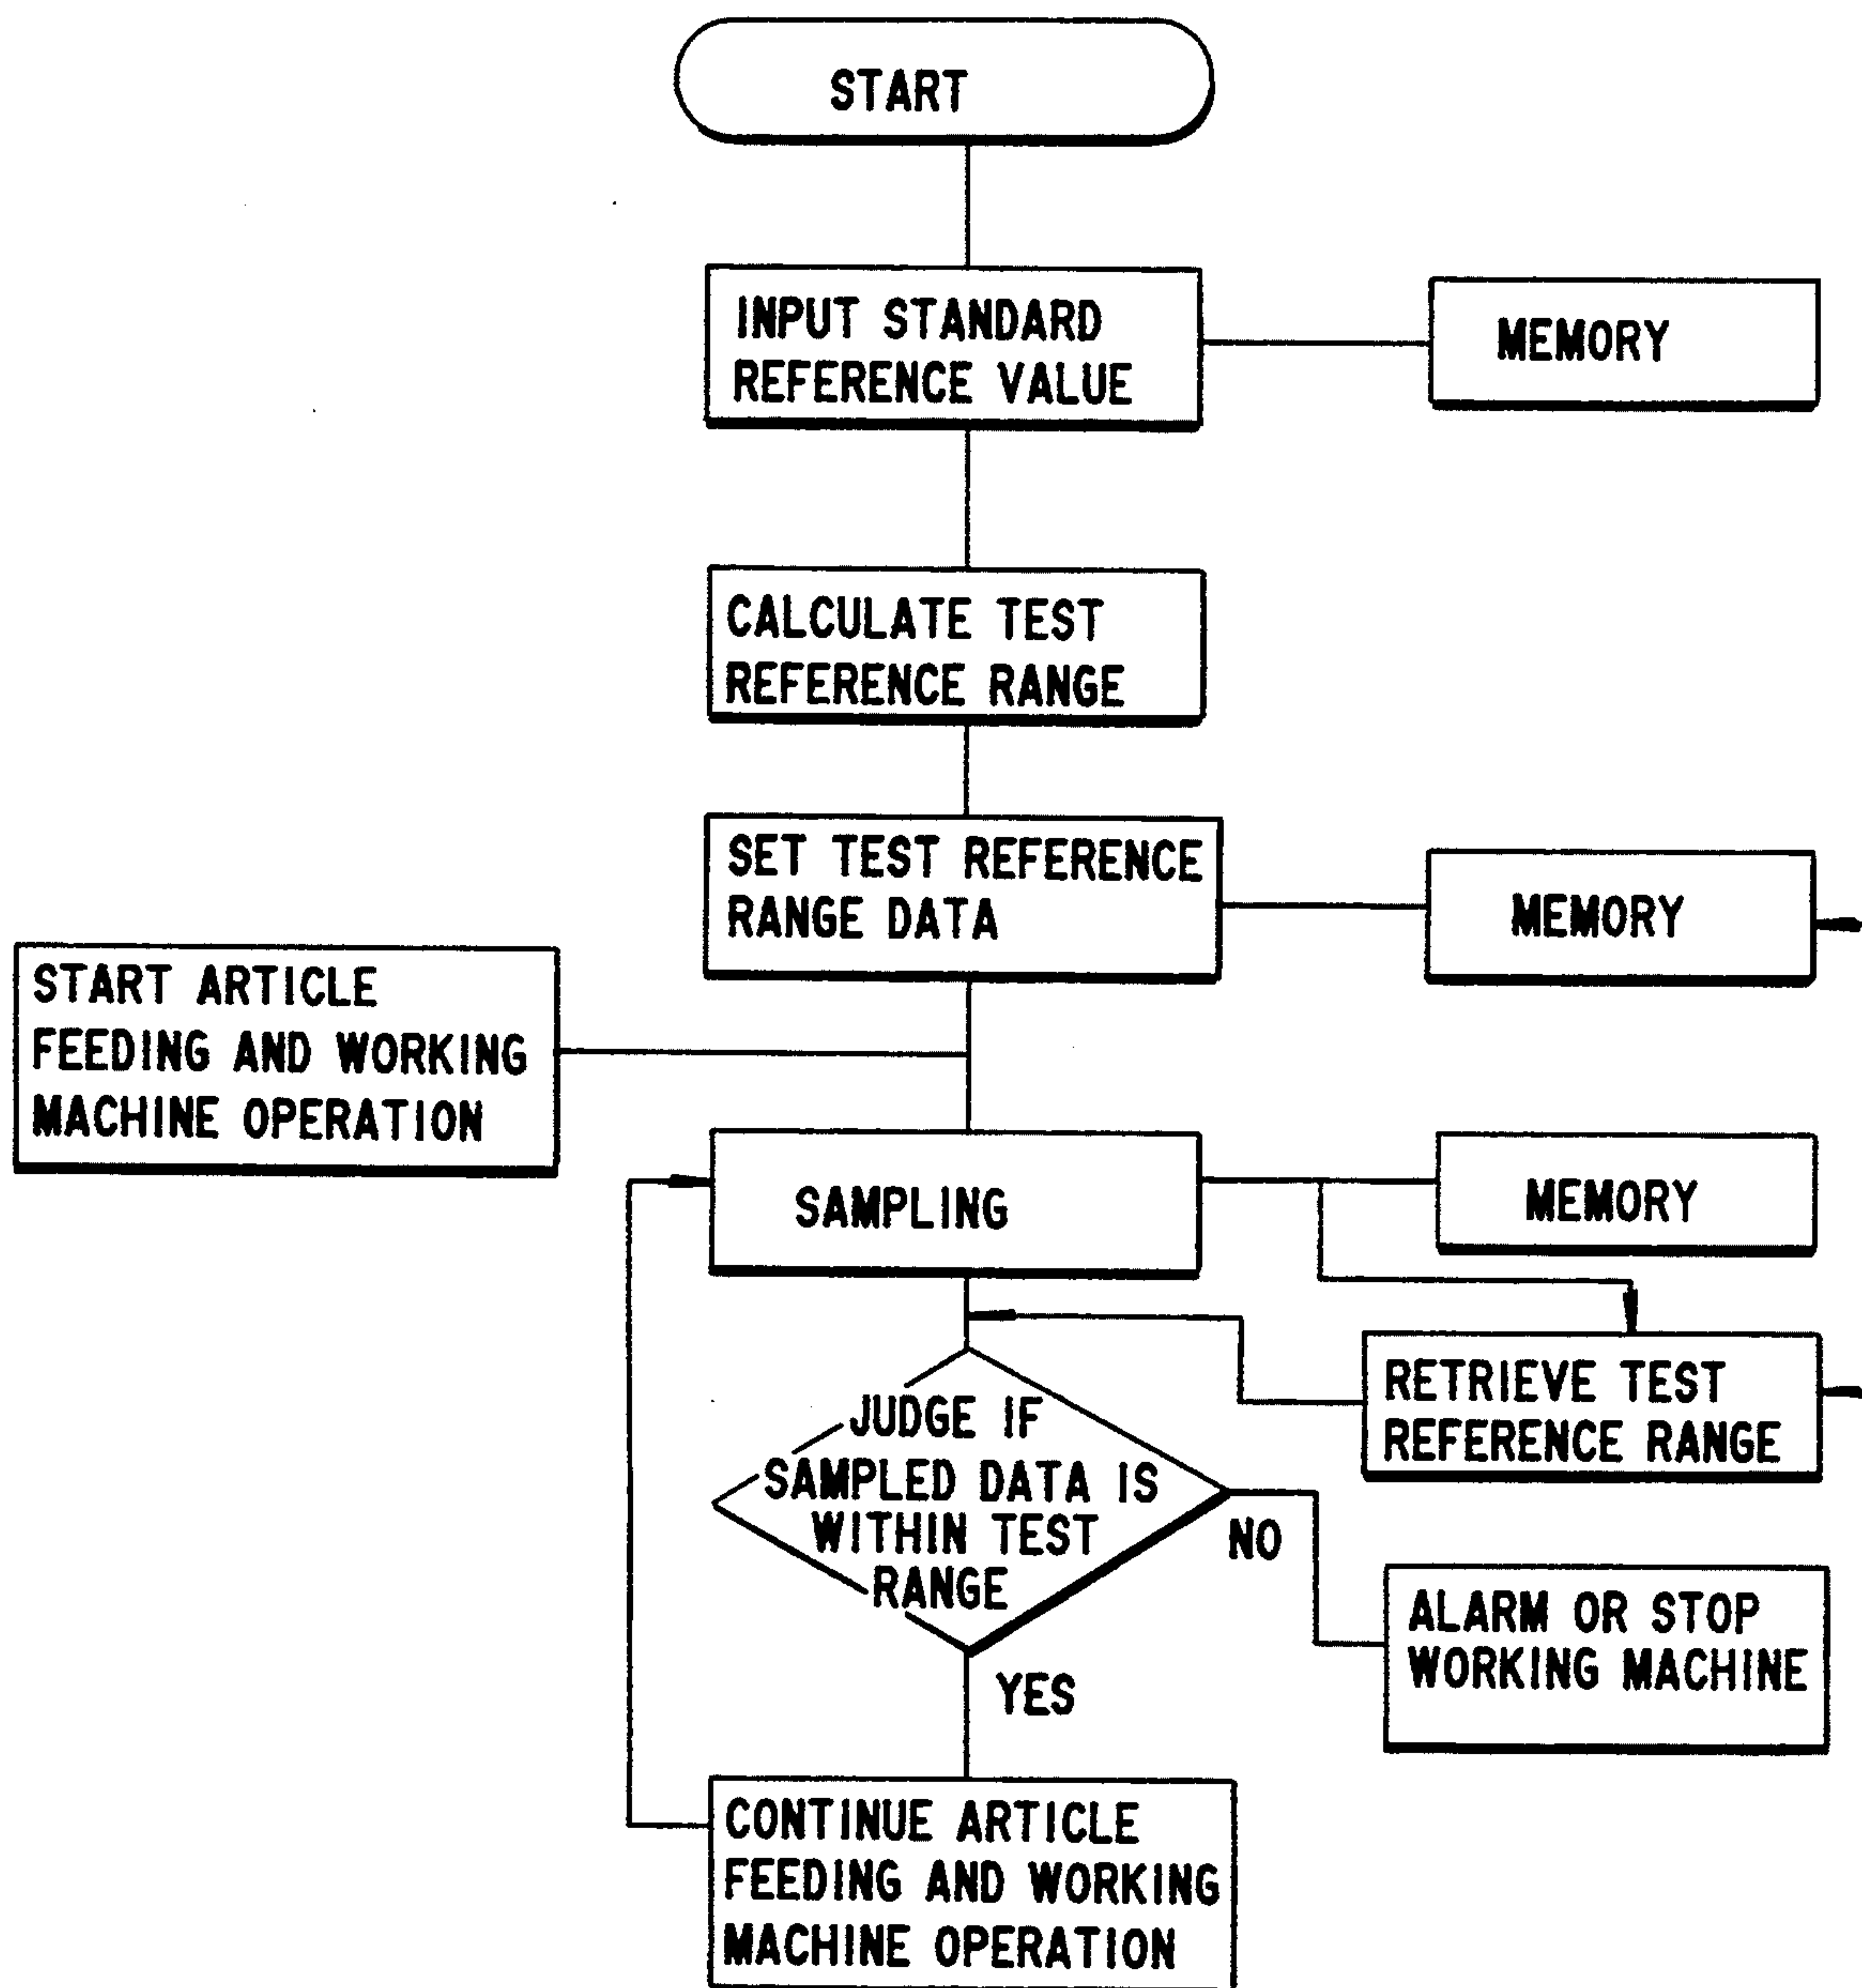 START
INPUT STANDARD
REFERENCE VALUE
MEMORY
CALCULATE TEST
REFERENCE RANGE
SET TEST REFERENCE
RANGE DATA
MEMORY
START ARTICLE
FEEDING AND WORKING
MACHINE OPERATION
SAMPLING
MEMORY
RETRIEVE TEST
REFERENCE RANGE
JUDGE IF
SAMPLED DATA IS
WITHIN TEST
RANGE
NO
ALARM OR STOP
WORKING MACHINE
YES
CONTINUE ARTICLE
FEEDING AND WORKING
MACHINE OPERATION